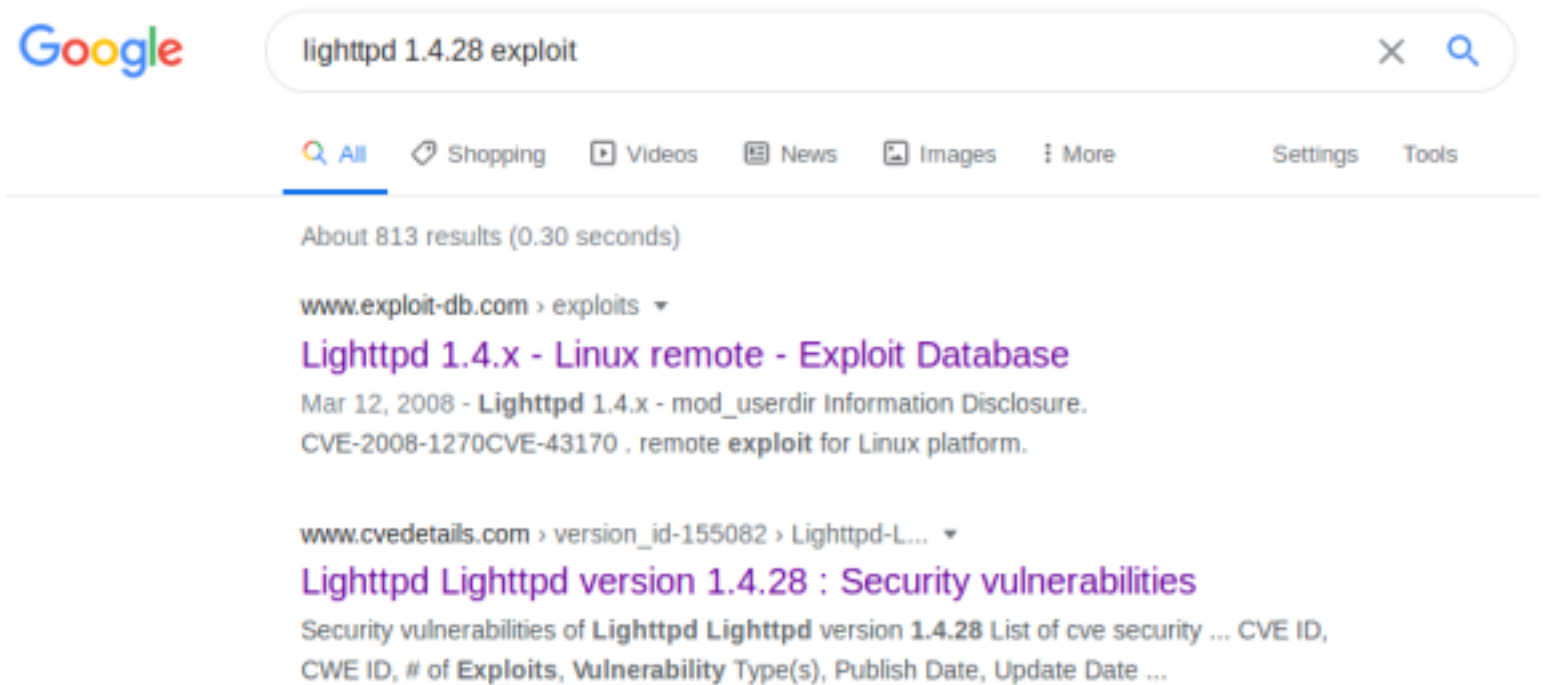 Google
lighttpd 1.4.28 exploit
All Shopping Videos News Images More Settings Tools
About 813 results (0.30 seconds)
www.exploit-db.com › exploits
Lighttpd 1.4.x - Linux remote - Exploit Database
Mar 12, 2008 - Lighttpd 1.4.x - mod_userdir Information Disclosure.
CVE-2008-1270CVE-43170 . remote exploit for Linux platform.
www.cvedetails.com › version_id-155082 › Lighttpd-L...
Lighttpd Lighttpd version 1.4.28 : Security vulnerabilities
Security vulnerabilities of Lighttpd Lighttpd version 1.4.28 List of cve security ... CVE ID,
CWE ID, # of Exploits, Vulnerability Type(s), Publish Date, Update Date ...